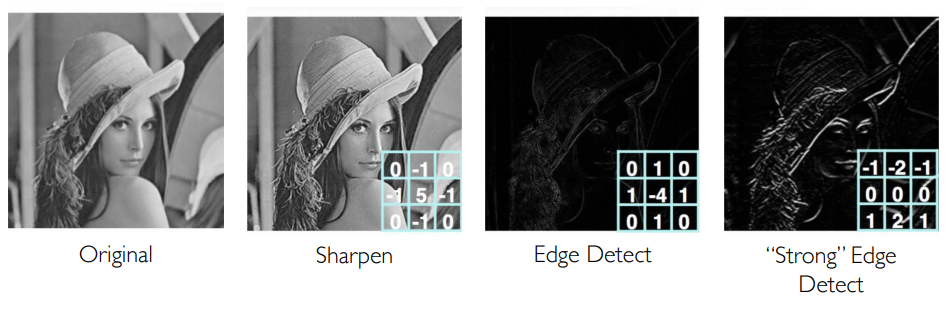 0 -1 0
-1 5 -1
0 -1 0
0 1 0
1 -4 1
0 1 0
-1 -2 -1
0 0 0
1 2 1
Original
Sharpen
Edge Detect
“Strong” Edge
Detect